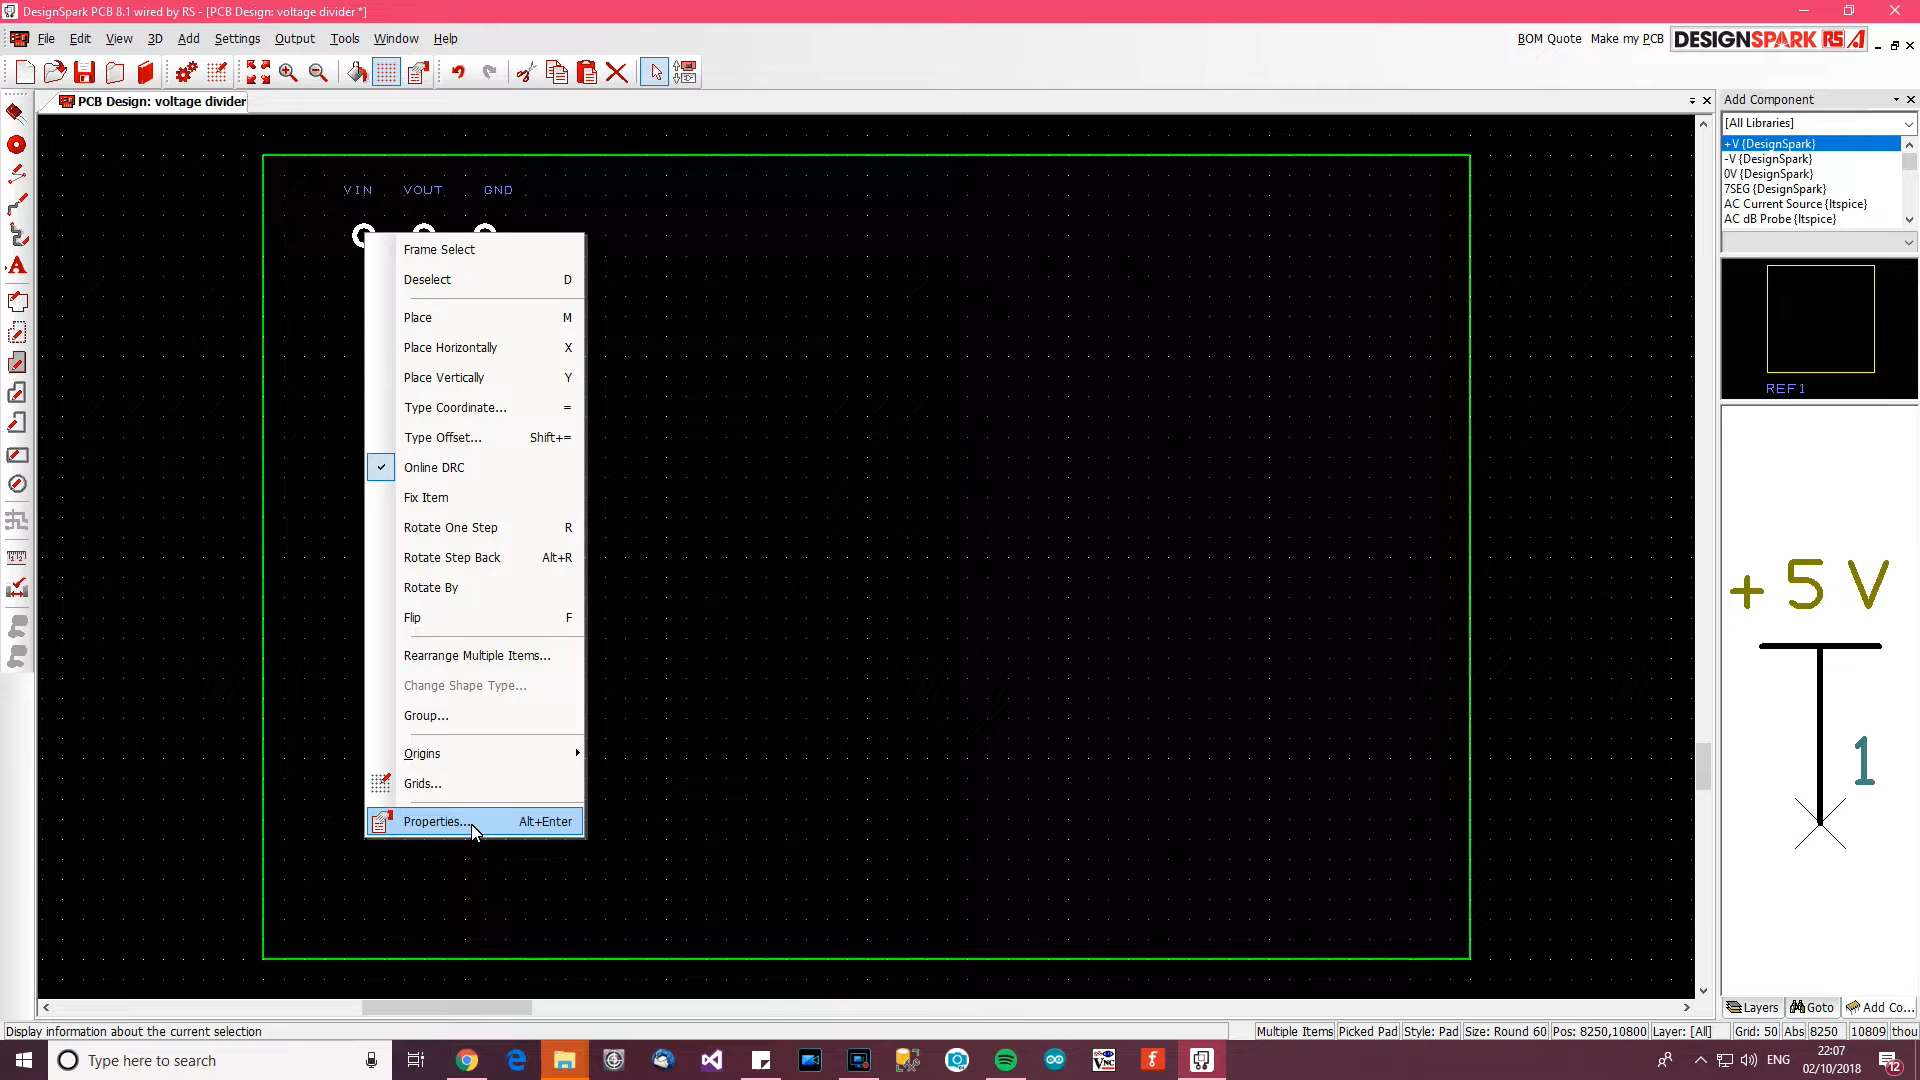 DesignSpark PCB 8.1 wired by RS - [PCB Design: voltage divider *]
File Edit View 3D Add Settings Output Tools Window Help
BOM Quote Make my PCB DESIGNSPARK RS
PCB Design: voltage divider
Add Component
[All Libraries]
+V {DesignSpark}
-V {DesignSpark}
0V {DesignSpark}
7SEG {DesignSpark}
AC Current Source {ltspice}
AC dB Probe {ltspice}
REF1
+5V
1
VIN VOUT GND
Frame Select
Deselect D
Place M
Place Horizontally X
Place Vertically Y
Type Coordinate... =
Type Offset... Shift+=
Online DRC
Fix Item
Rotate One Step R
Rotate Step Back Alt+R
Rotate By
Flip F
Rearrange Multiple Items...
Change Shape Type...
Group...
Origins
Grids...
Properties... Alt+Enter
Layers Goto Add Co...
Display information about the current selection
Multiple Items Picked Pad Style: Pad Size: Round 60 Pos: 8250,10800 Layer: [All] Grid: 50 Abs 8250 10809 thou
Type here to search
ENG
22:07
02/10/2018
12